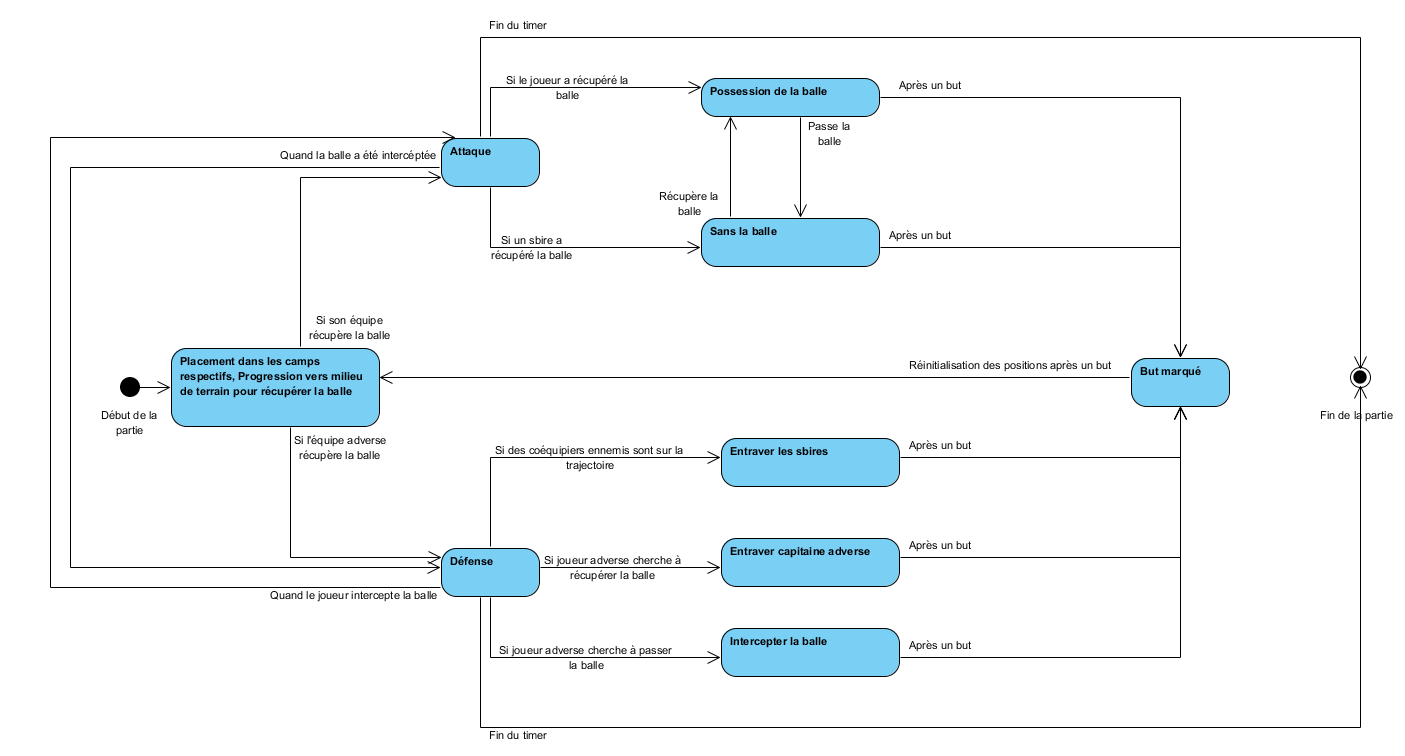 Fin du timer
Si le joueur a récupéré la
balle
Possession de la balle
Après un but
Passe la
balle
Attaque
Quand la balle a été intercéptée
Récupère la
balle
Si un sbire a
récupéré la balle
Sans la balle
Après un but
Si son équipe
récupère la balle
Placement dans les camps
respectifs, Progression vers milieu
de terrain pour récupérer la balle
Début de la
partie
Réinitialisation des positions après un but
But marqué
Fin de la partie
Si l'équipe adverse
récupère la balle
Si des coéquipiers ennemis sont sur la
trajectoire
Entraver les sbires
Après un but
Défense
Si joueur adverse cherche à
récupérer la balle
Entraver capitaine adverse
Après un but
Quand le joueur intercepte la balle
Si joueur adverse cherche à passer
la balle
Intercepter la balle
Après un but
Fin du timer